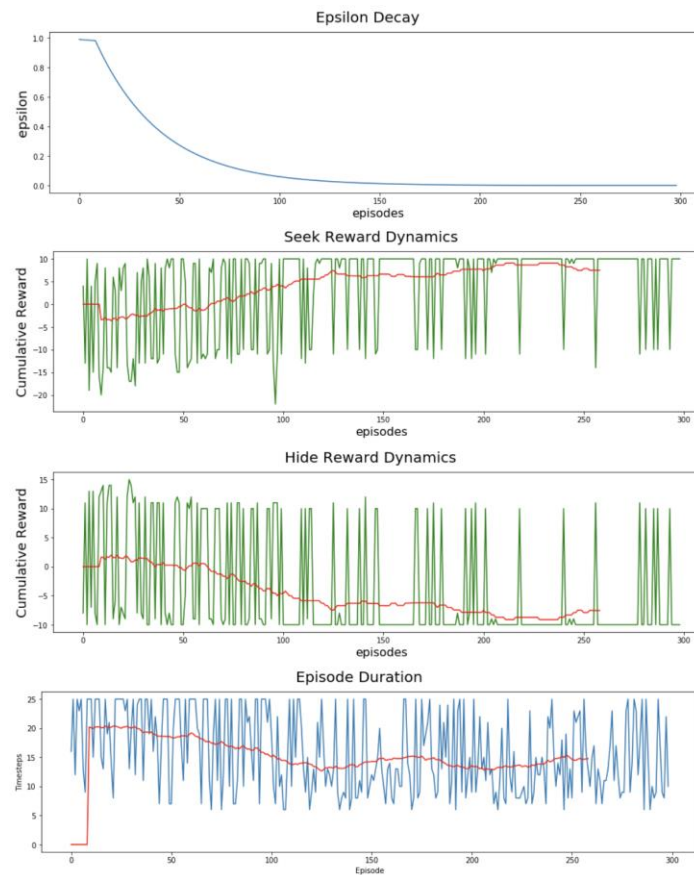 Epsilon Decay
1.0
0.8
0.6
0.4
0.2
0.0
epsilon
0 50 100 150 200 250 300
episodes
Seek Reward Dynamics
10
5
0
−5
−10
−15
−20
Cumulative Reward
0 50 100 150 200 250 300
episodes
Hide Reward Dynamics
15
10
5
0
−5
−10
Cumulative Reward
0 50 100 150 200 250 300
episodes
Episode Duration
25
20
15
10
5
0
Timesteps
0 50 100 150 200 250 300
Episode